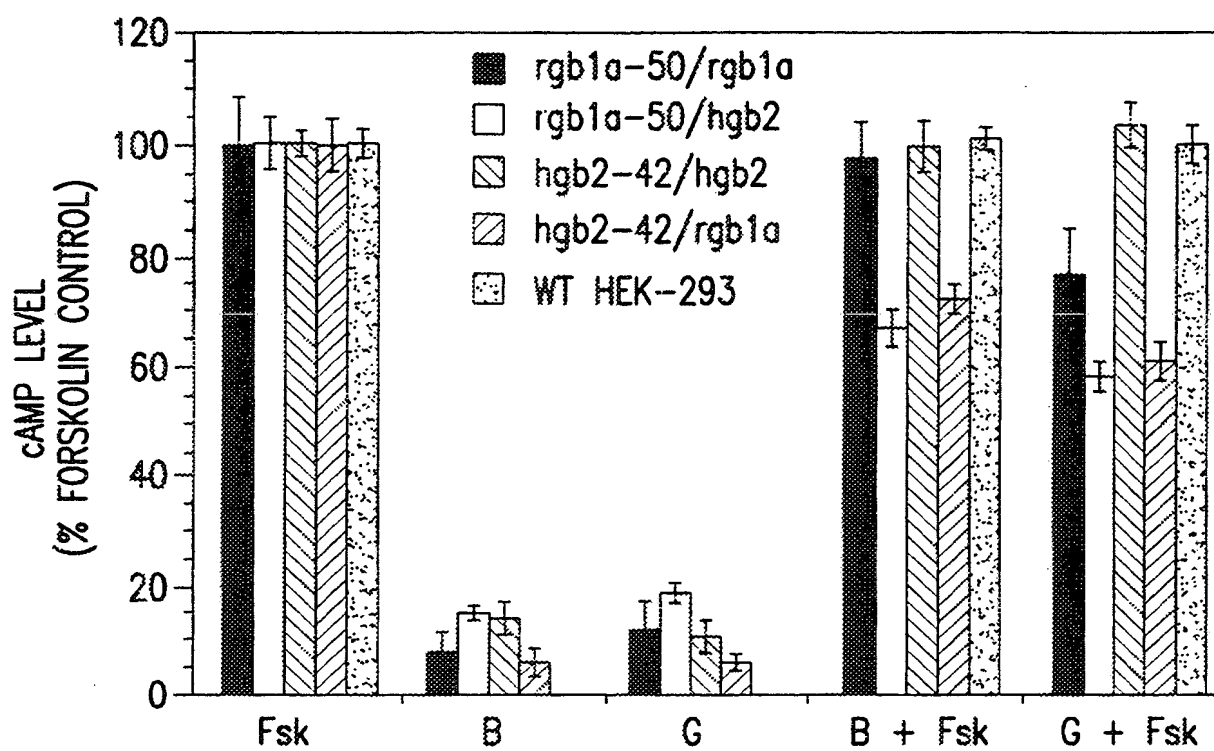 cAMP LEVEL
(% FORSKOLIN CONTROL)
120
100
80
60
40
20
0
rgb1a-50/rgb1a
rgb1a-50/hgb2
hgb2-42/hgb2
hgb2-42/rgb1a
WT HEK-293
Fsk
B
G
B + Fsk
G + Fsk